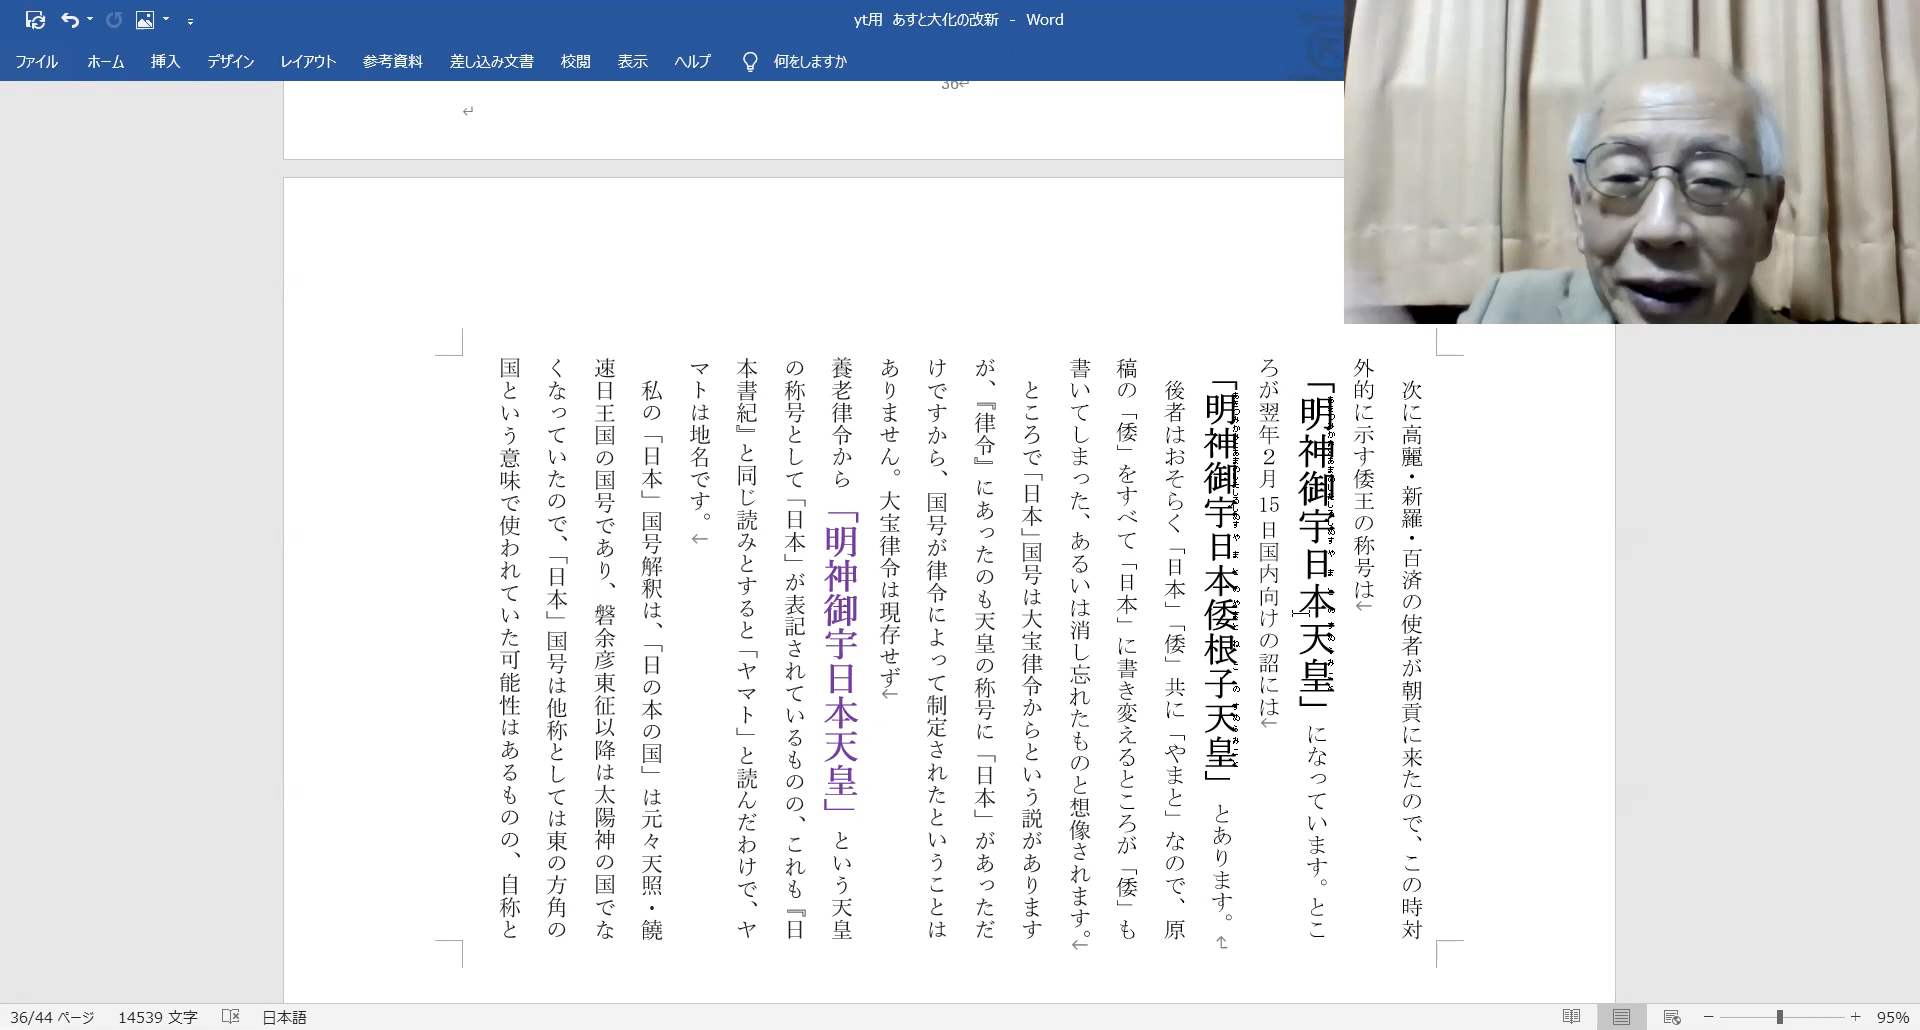 yt用 あすと大化の改新 - Word
ファイル ホーム 挿入 デザイン レイアウト 参考資料 差し込み文書 校閲 表示 ヘルプ 何をしますか
36
次に高麗・新羅・百済の使者が朝貢に来たので、この時対
外的に示す倭王の称号は
「明神御宇日本天皇」になっています。とこ
ろが翌年２月15日国内向けの詔には
「明神御宇日本倭根子天皇」とあります。
後者はおそらく「日本」「倭」共に「やまと」なので、原
稿の「倭」をすべて「日本」に書き変えるところが「倭」も
書いてしまった、あるいは消し忘れたものと想像されます。
ところで「日本」国号は大宝律令からという説があります
が、『律令』にあったのも天皇の称号に「日本」があっただ
けですから、国号が律令によって制定されたということは
ありません。大宝律令は現存せず
養老律令から「明神御宇日本天皇」という天皇
の称号として「日本」が表記されているものの、これも『日
本書紀』と同じ読みとすると「ヤマト」と読んだわけで、ヤ
マトは地名です。
私の「日本」国号解釈は、「日の本の国」は元々天照・饒
速日王国の国号であり、磐余彦東征以降は太陽神の国でな
くなっていたので、「日本」国号は他称としては東の方角の
国という意味で使われていた可能性はあるものの、自称と
36/44 ページ 14539 文字 日本語 95%